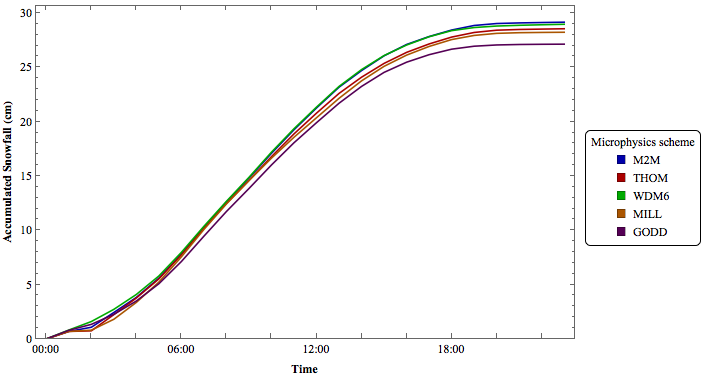 30
25
20
15
10
5
0
Accumulated Snowfall (cm)
00:00 06:00 12:00 18:00
Time
Microphysics scheme
M2M
THOM
WDM6
MILL
GODD